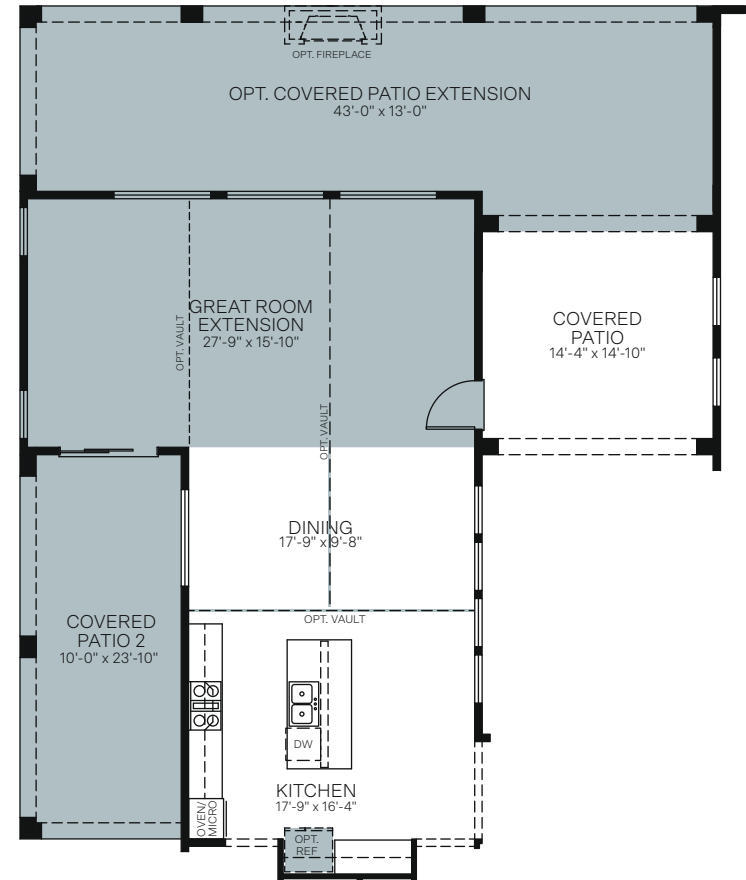 OPT. FIREPLACE
OPT. COVERED PATIO EXTENSION
43'-0" x 13'-0"
GREAT ROOM
EXTENSION
27'-9" x 15'-10"
OPT. VAULT
COVERED
PATIO
14'-4" x 14'-10"
OPT. VAULT
DINING
17'-9" x 9'-8"
OPT. VAULT
COVERED
PATIO 2
10'-0" x 23'-10"
DW
KITCHEN
17'-9" x 16'-4"
OVEN/
MICRO
OPT.
REF